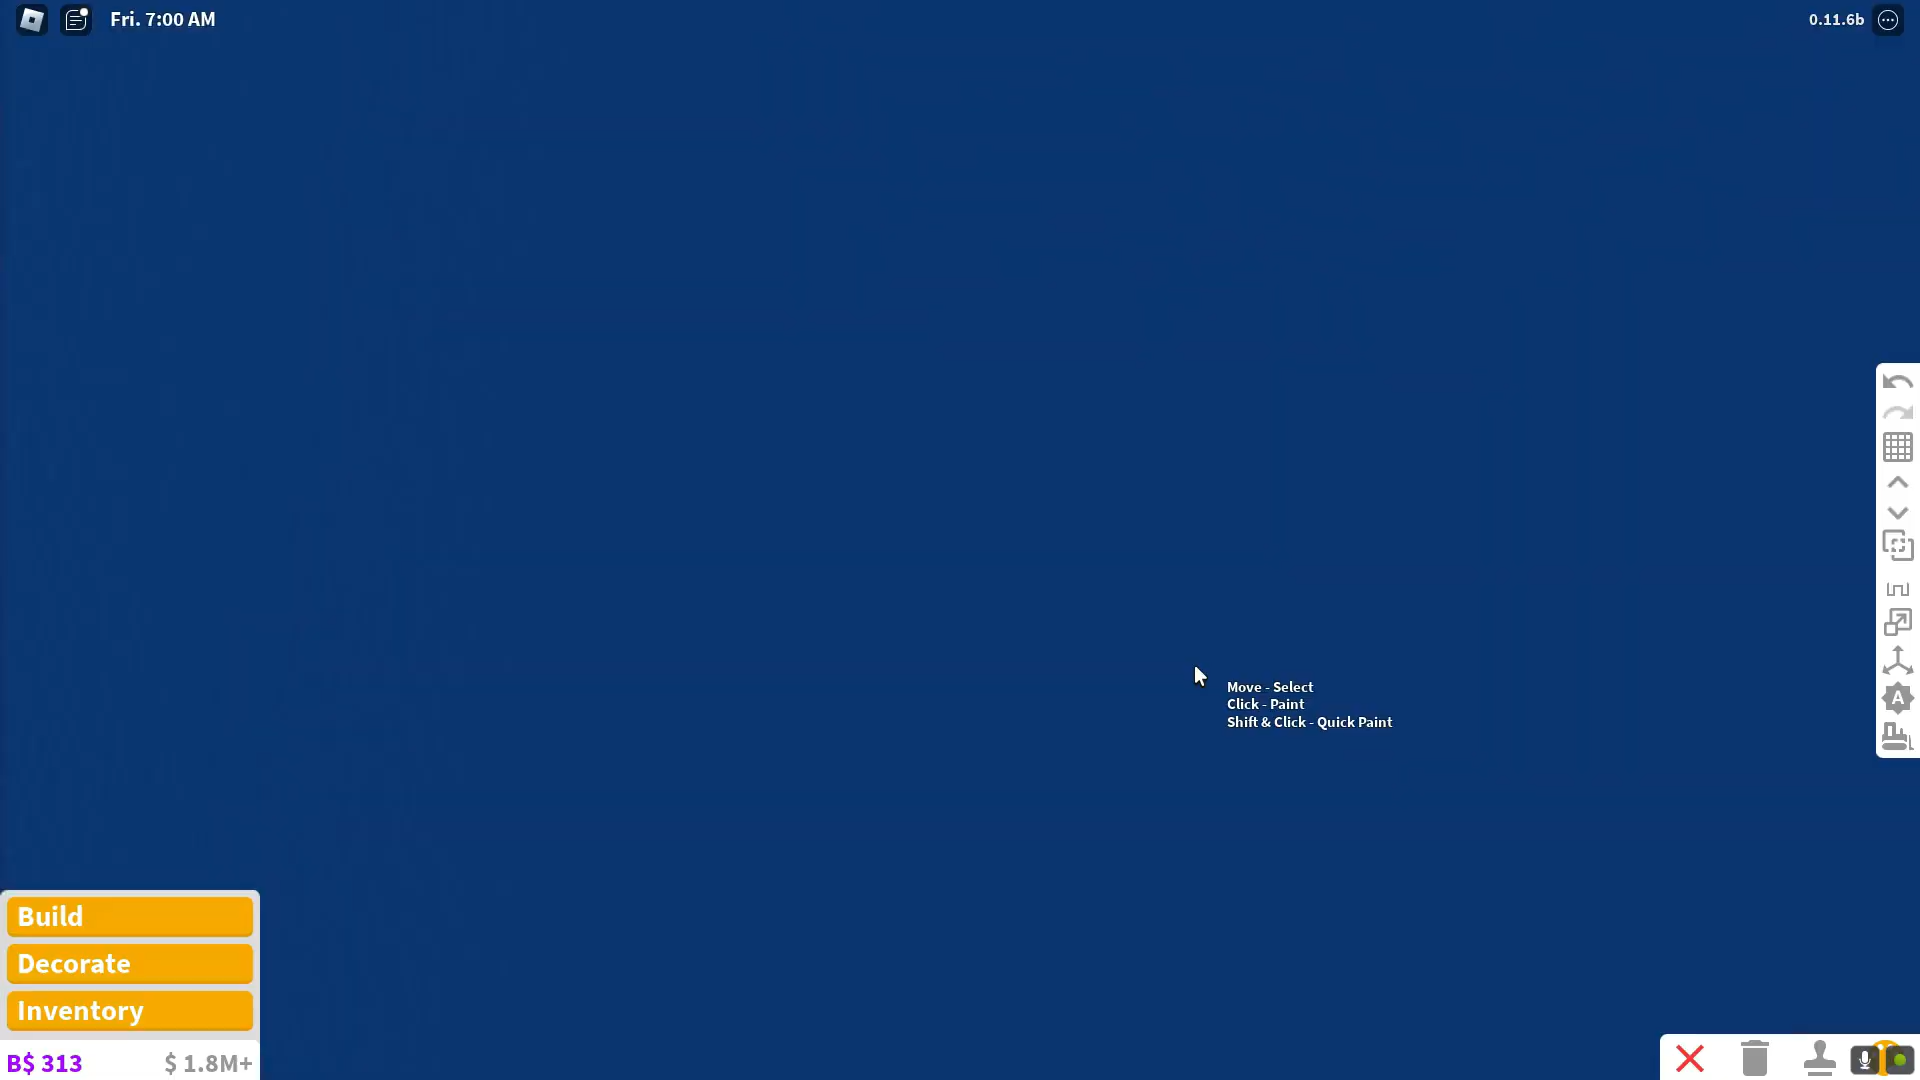 Fri. 7:00 AM
0.11.6b
Move - Select
Click - Paint
Shift & Click - Quick Paint
A
Build
Decorate
Inventory
B$ 313
$ 1.8M+